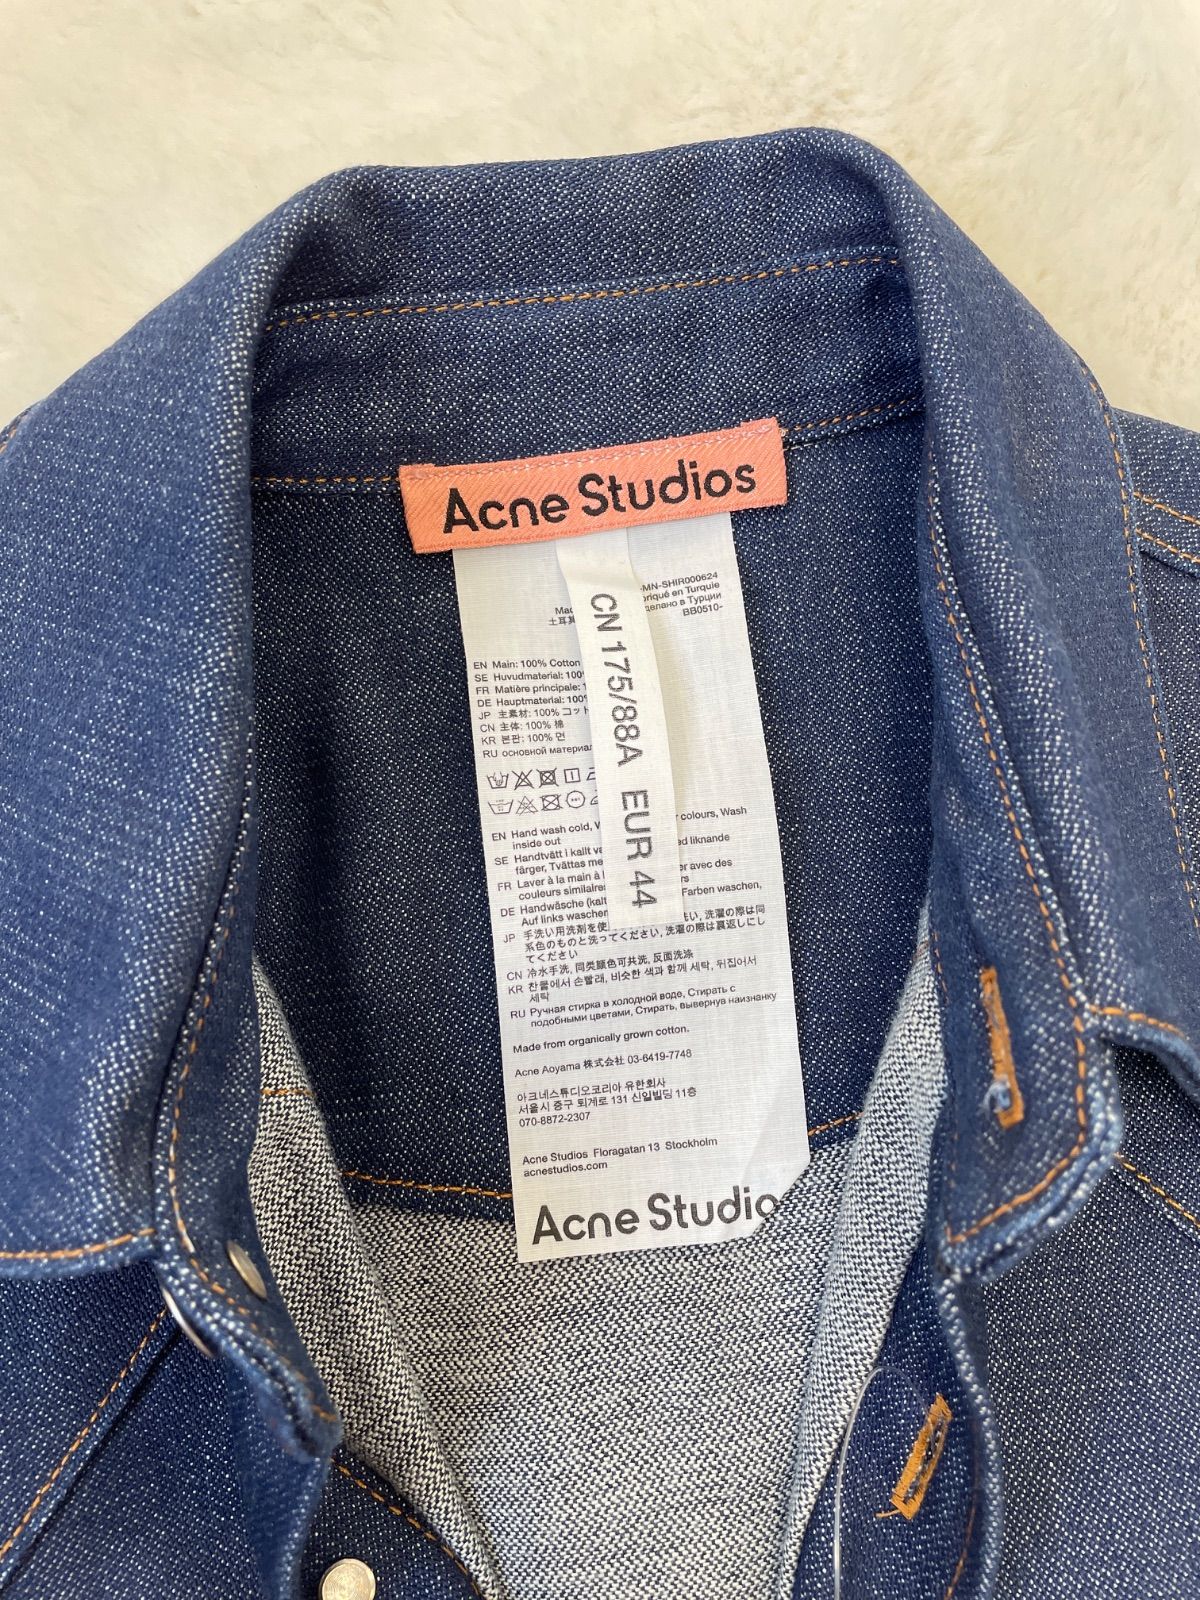 Acne Studios
-MN-SHIR000624
briqué en Turquie
Mad
делано в Турции
土耳其
BB0510-
CN 175/88A EUR 44
EN Main: 100% Cotton
SE Huvudmaterial: 100%
FR Matière principale: 1
DE Hauptmaterial: 100%
JP 主素材: 100% コット
CN 主体: 100% 棉
KR 본판: 100% 면
RU основной материал
EN Hand wash cold, W r colours, Wash
inside out
SE Handtvätt i kallt va ed liknande
färger, Tvättas me
FR Laver à la main à l er avec des
couleurs similaires rs
DE Handwäsche (kalt Farben waschen,
Auf links waschen
JP 手洗い用洗剤を使 い, 洗濯の際は同
系色のものと洗ってください, 洗濯の際は裏返しにし
てください
CN 冷水手洗, 同类颜色可共洗, 反面洗涤
KR 찬물에서 손빨래, 비슷한 색과 함께 세탁, 뒤집어서
세탁
RU Ручная стирка в холодной воде, Стирать с
подобными цветами, Стирать, вывернув наизнанку
Made from organically grown cotton.
Acne Aoyama 株式会社 03-6419-7748
아크네스튜디오코리아 유한회사
서울시 중구 퇴계로 131 신일빌딩 11층
070-8872-2307
Acne Studios Floragatan 13 Stockholm
acnestudios.com
Acne Studio